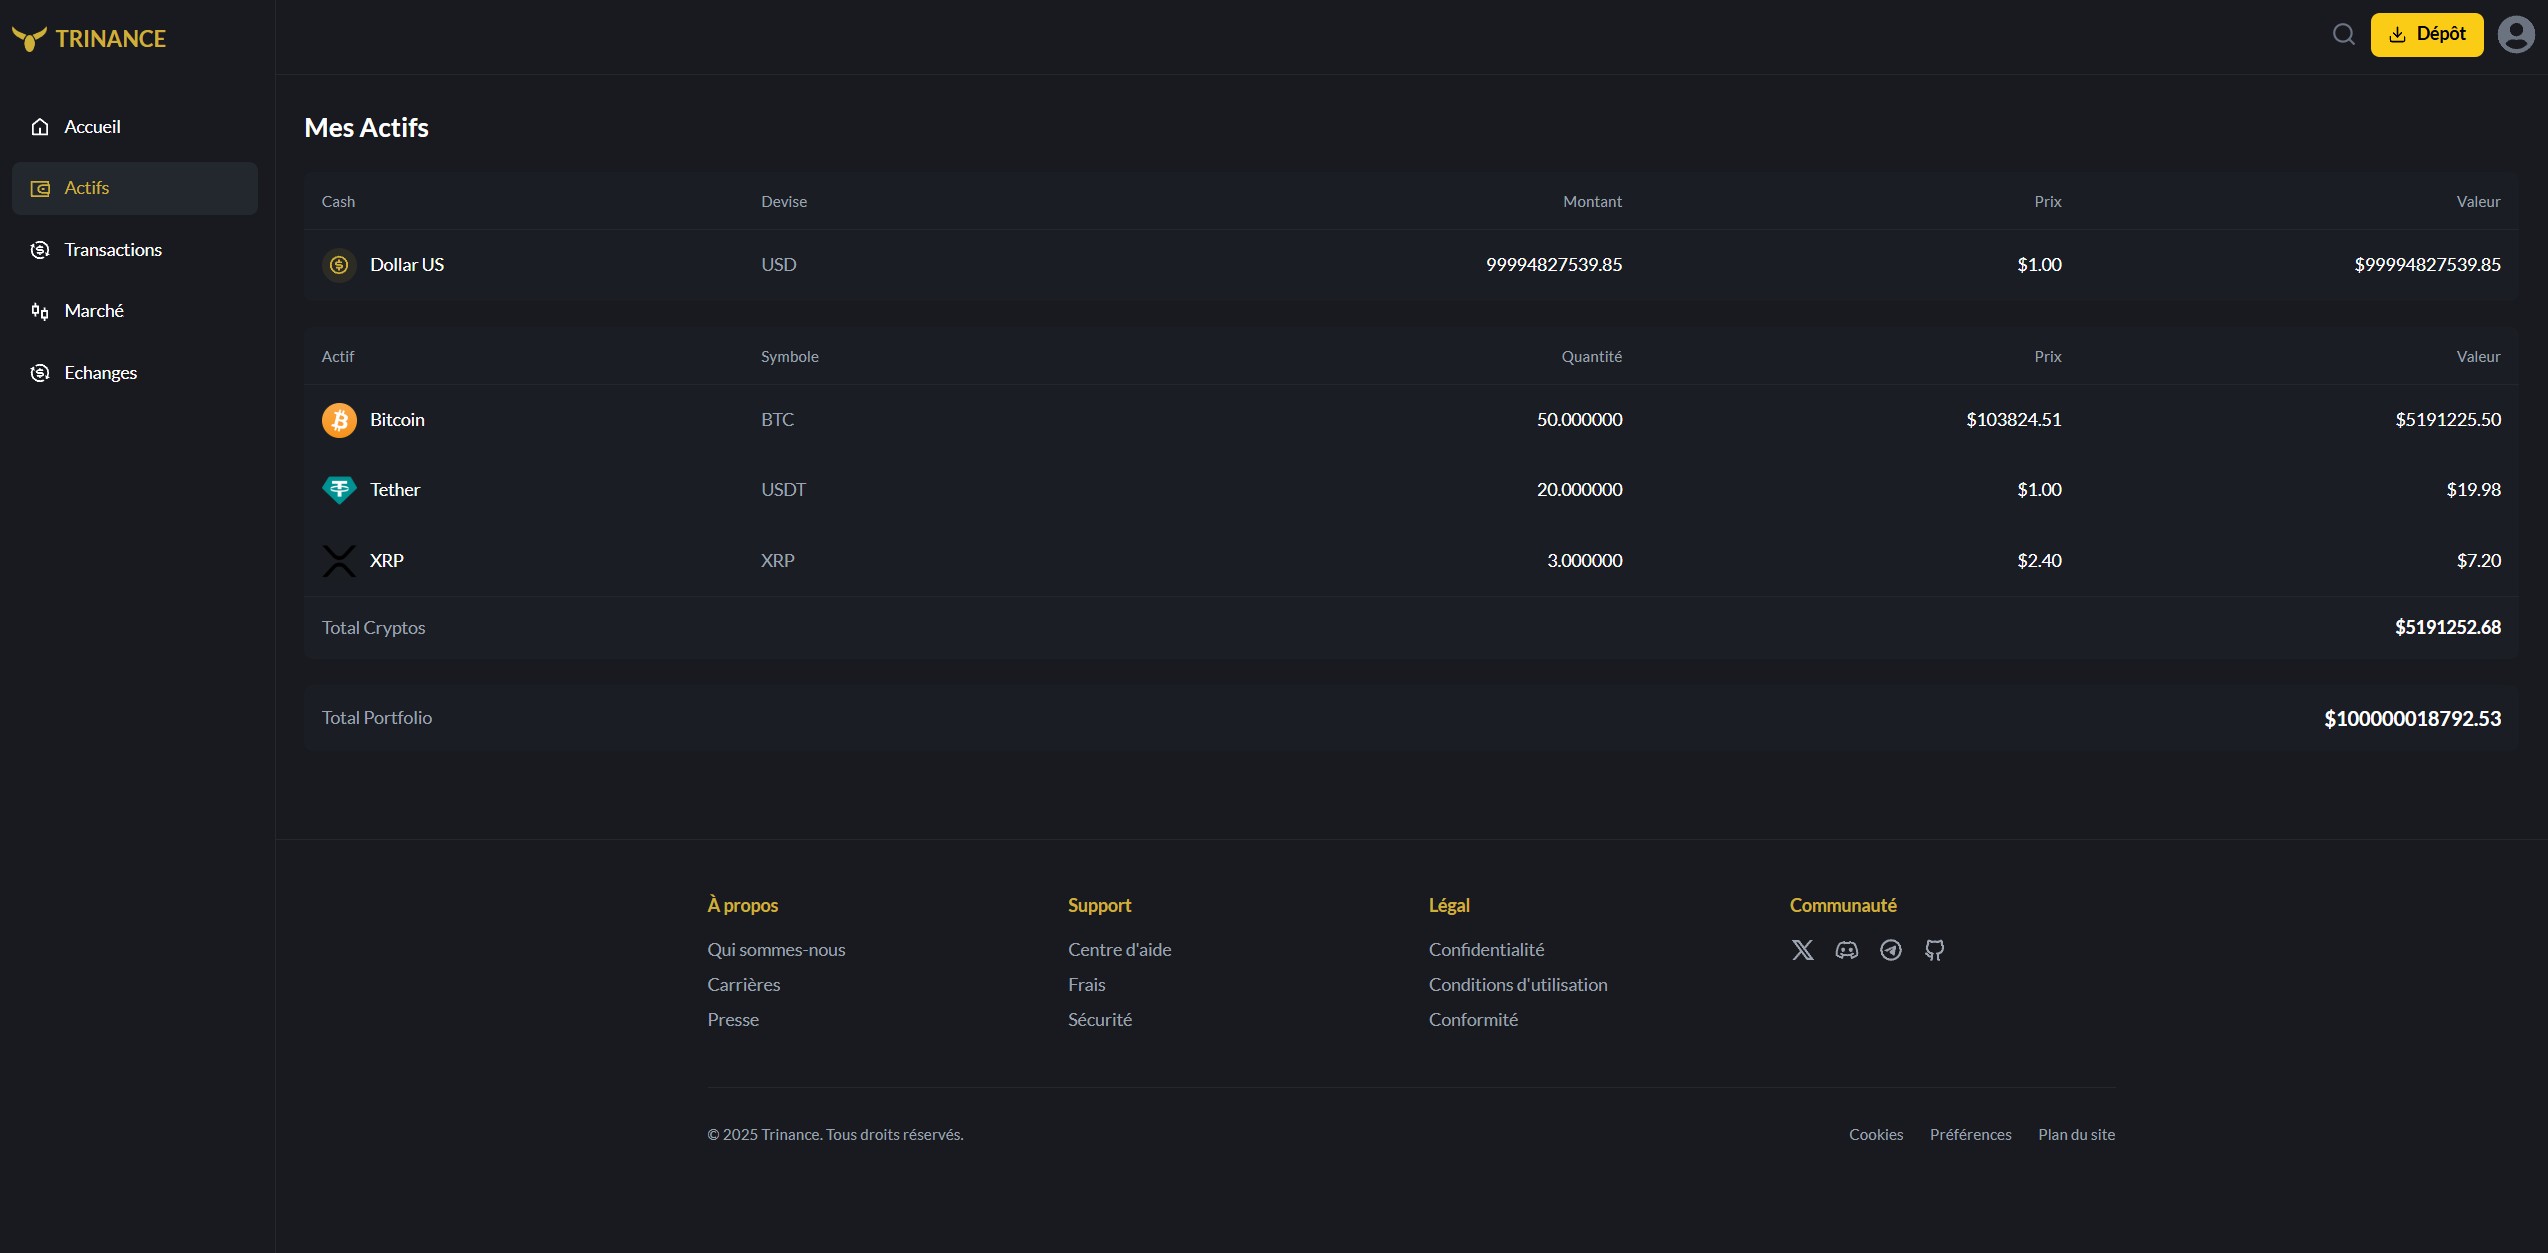 TRINANCE
Dépôt
Accueil
Actifs
Transactions
Marché
Echanges
Mes Actifs
Cash Devise Montant Prix Valeur
Dollar US USD 99994827539.85 $1.00 $99994827539.85
Actif Symbole Quantité Prix Valeur
Bitcoin BTC 50.000000 $103824.51 $5191225.50
Tether USDT 20.000000 $1.00 $19.98
XRP XRP 3.000000 $2.40 $7.20
Total Cryptos $5191252.68
Total Portfolio $100000018792.53
À propos Support Légal Communauté
Qui sommes-nous Centre d'aide Confidentialité
Carrières Frais Conditions d'utilisation
Presse Sécurité Conformité
© 2025 Trinance. Tous droits réservés. Cookies Préférences Plan du site